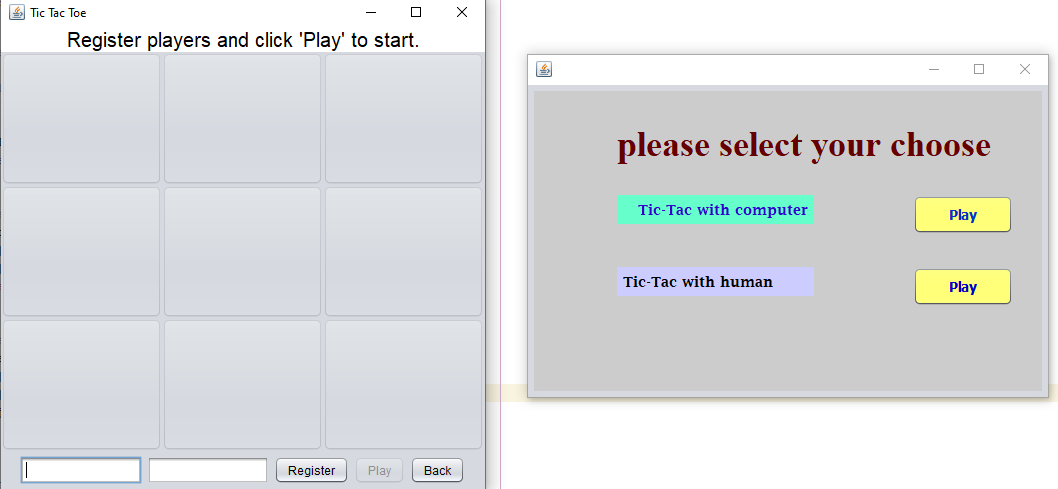 Tic Tac Toe
Register players and click 'Play' to start.
Register Play Back
please select your choose
Tic-Tac with computer Play
Tic-Tac with human Play